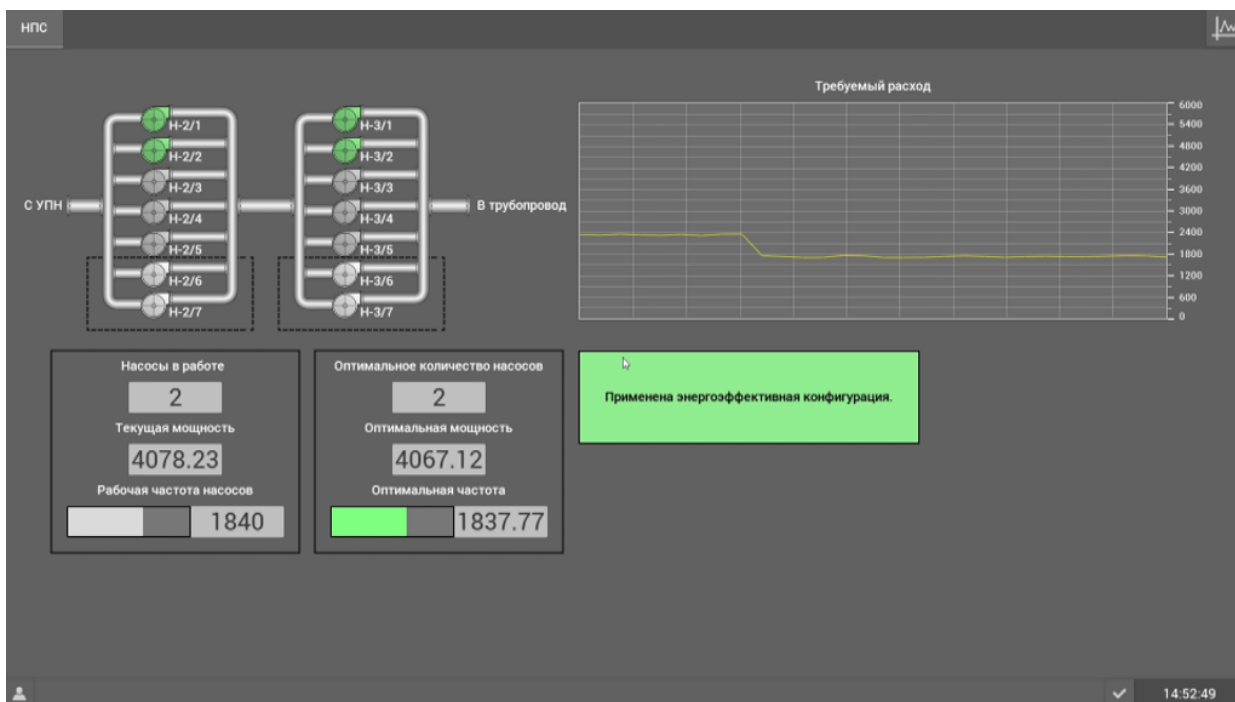 НПС
Требуемый расход
6000
5400
4800
4200
3600
3000
2400
1800
1200
600
0
С УПН
Н-2/1
Н-2/2
Н-2/3
Н-2/4
Н-2/5
Н-2/6
Н-2/7
Н-3/1
Н-3/2
Н-3/3
Н-3/4
Н-3/5
Н-3/6
Н-3/7
В трубопровод
Насосы в работе
2
Текущая мощность
4078.23
Рабочая частота насосов
1840
Оптимальное количество насосов
2
Оптимальная мощность
4067.12
Оптимальная частота
1837.77
Применена энергоэффективная конфигурация.
14:52:49